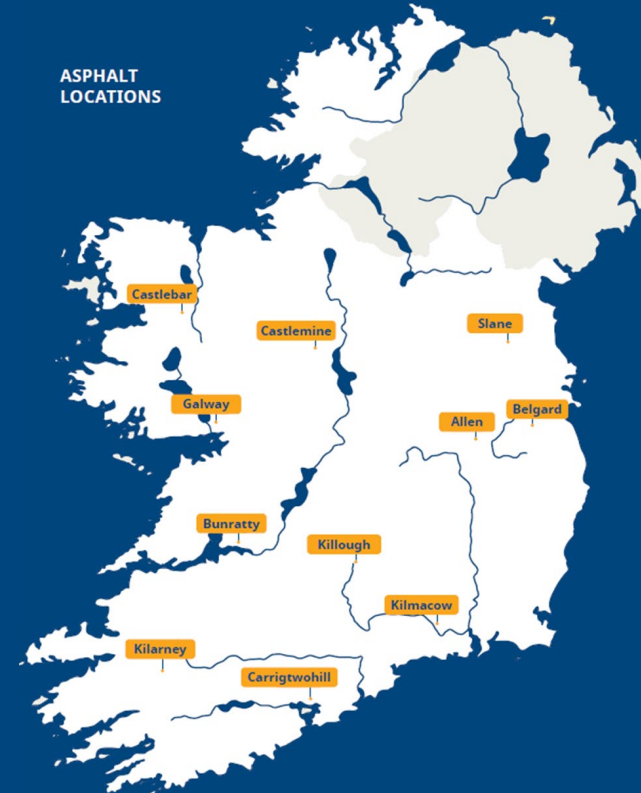 ASPHALT
LOCATIONS
Castlebar
Castlemine
Slane
Galway
Belgard
Allen
Bunratty
Killough
Kilmacow
Kilarney
Carrigtwohill